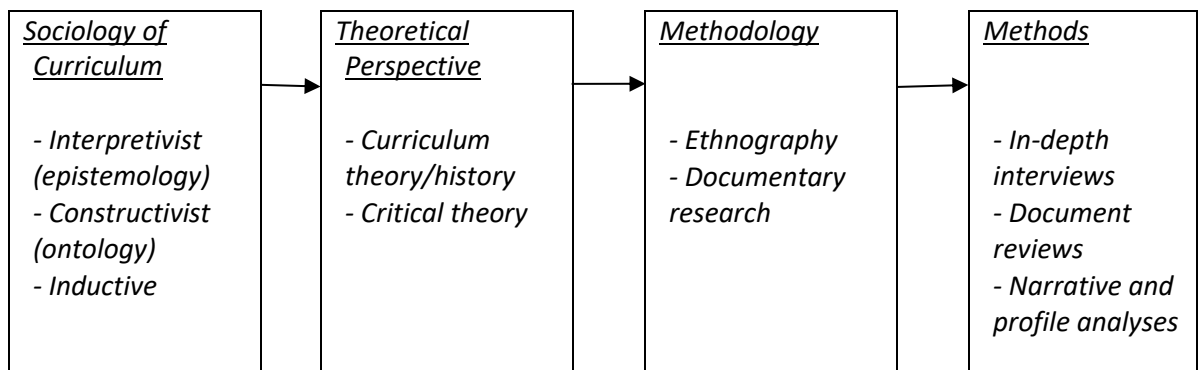 Sociology of
Curriculum
- Interpretivist
(epistemology)
- Constructivist
(ontology)
- Inductive
Theoretical
Perspective
- Curriculum
theory/history
- Critical theory
Methodology
- Ethnography
- Documentary
research
Methods
- In-depth
interviews
- Document
reviews
- Narrative and
profile analyses